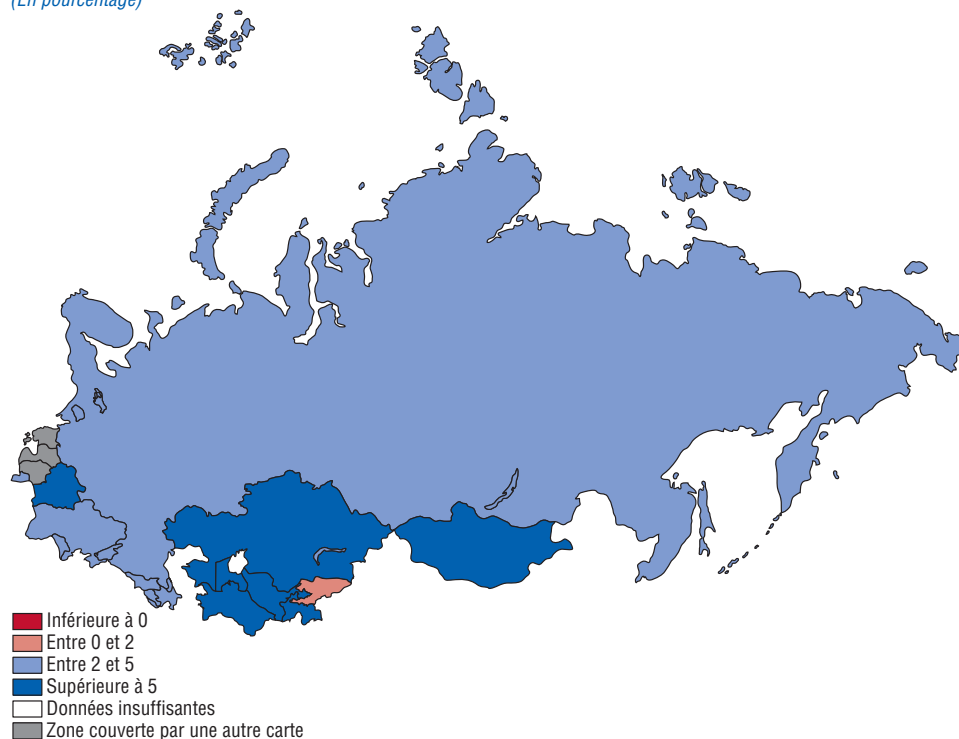 (En pourcentage)
Inférieure à 0
Entre 0 et 2
Entre 2 et 5
Supérieure à 5
Données insuffisantes
Zone couverte par une autre carte